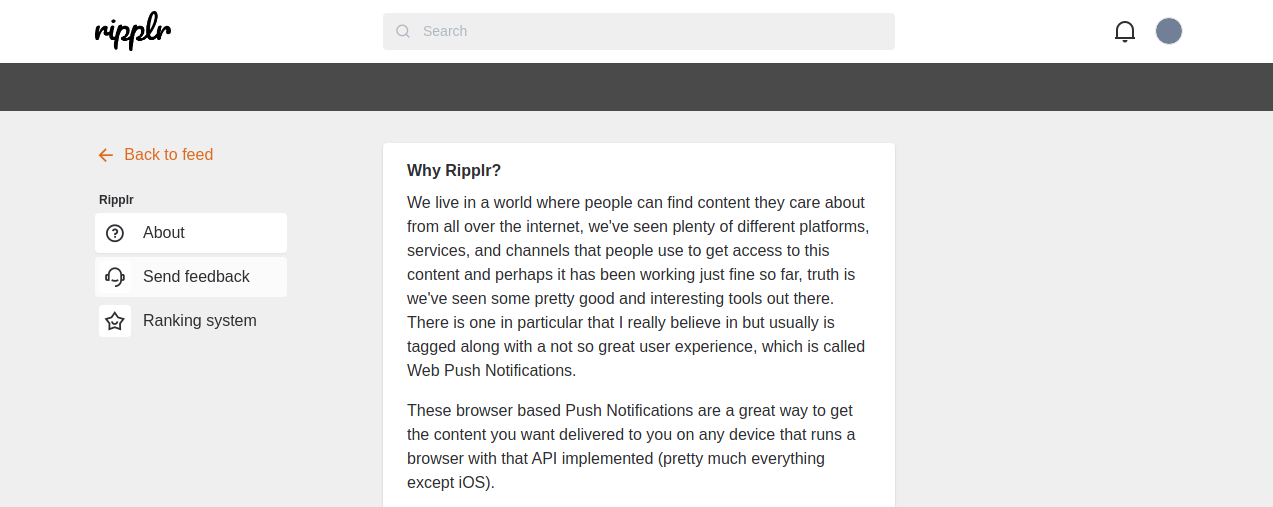 ripplr
Search
Back to feed
Ripplr
About
Send feedback
Ranking system
Why Ripplr?
We live in a world where people can find content they care about
from all over the internet, we've seen plenty of different platforms,
services, and channels that people use to get access to this
content and perhaps it has been working just fine so far, truth is
we've seen some pretty good and interesting tools out there.
There is one in particular that I really believe in but usually is
tagged along with a not so great user experience, which is called
Web Push Notifications.
These browser based Push Notifications are a great way to get
the content you want delivered to you on any device that runs a
browser with that API implemented (pretty much everything
except iOS).